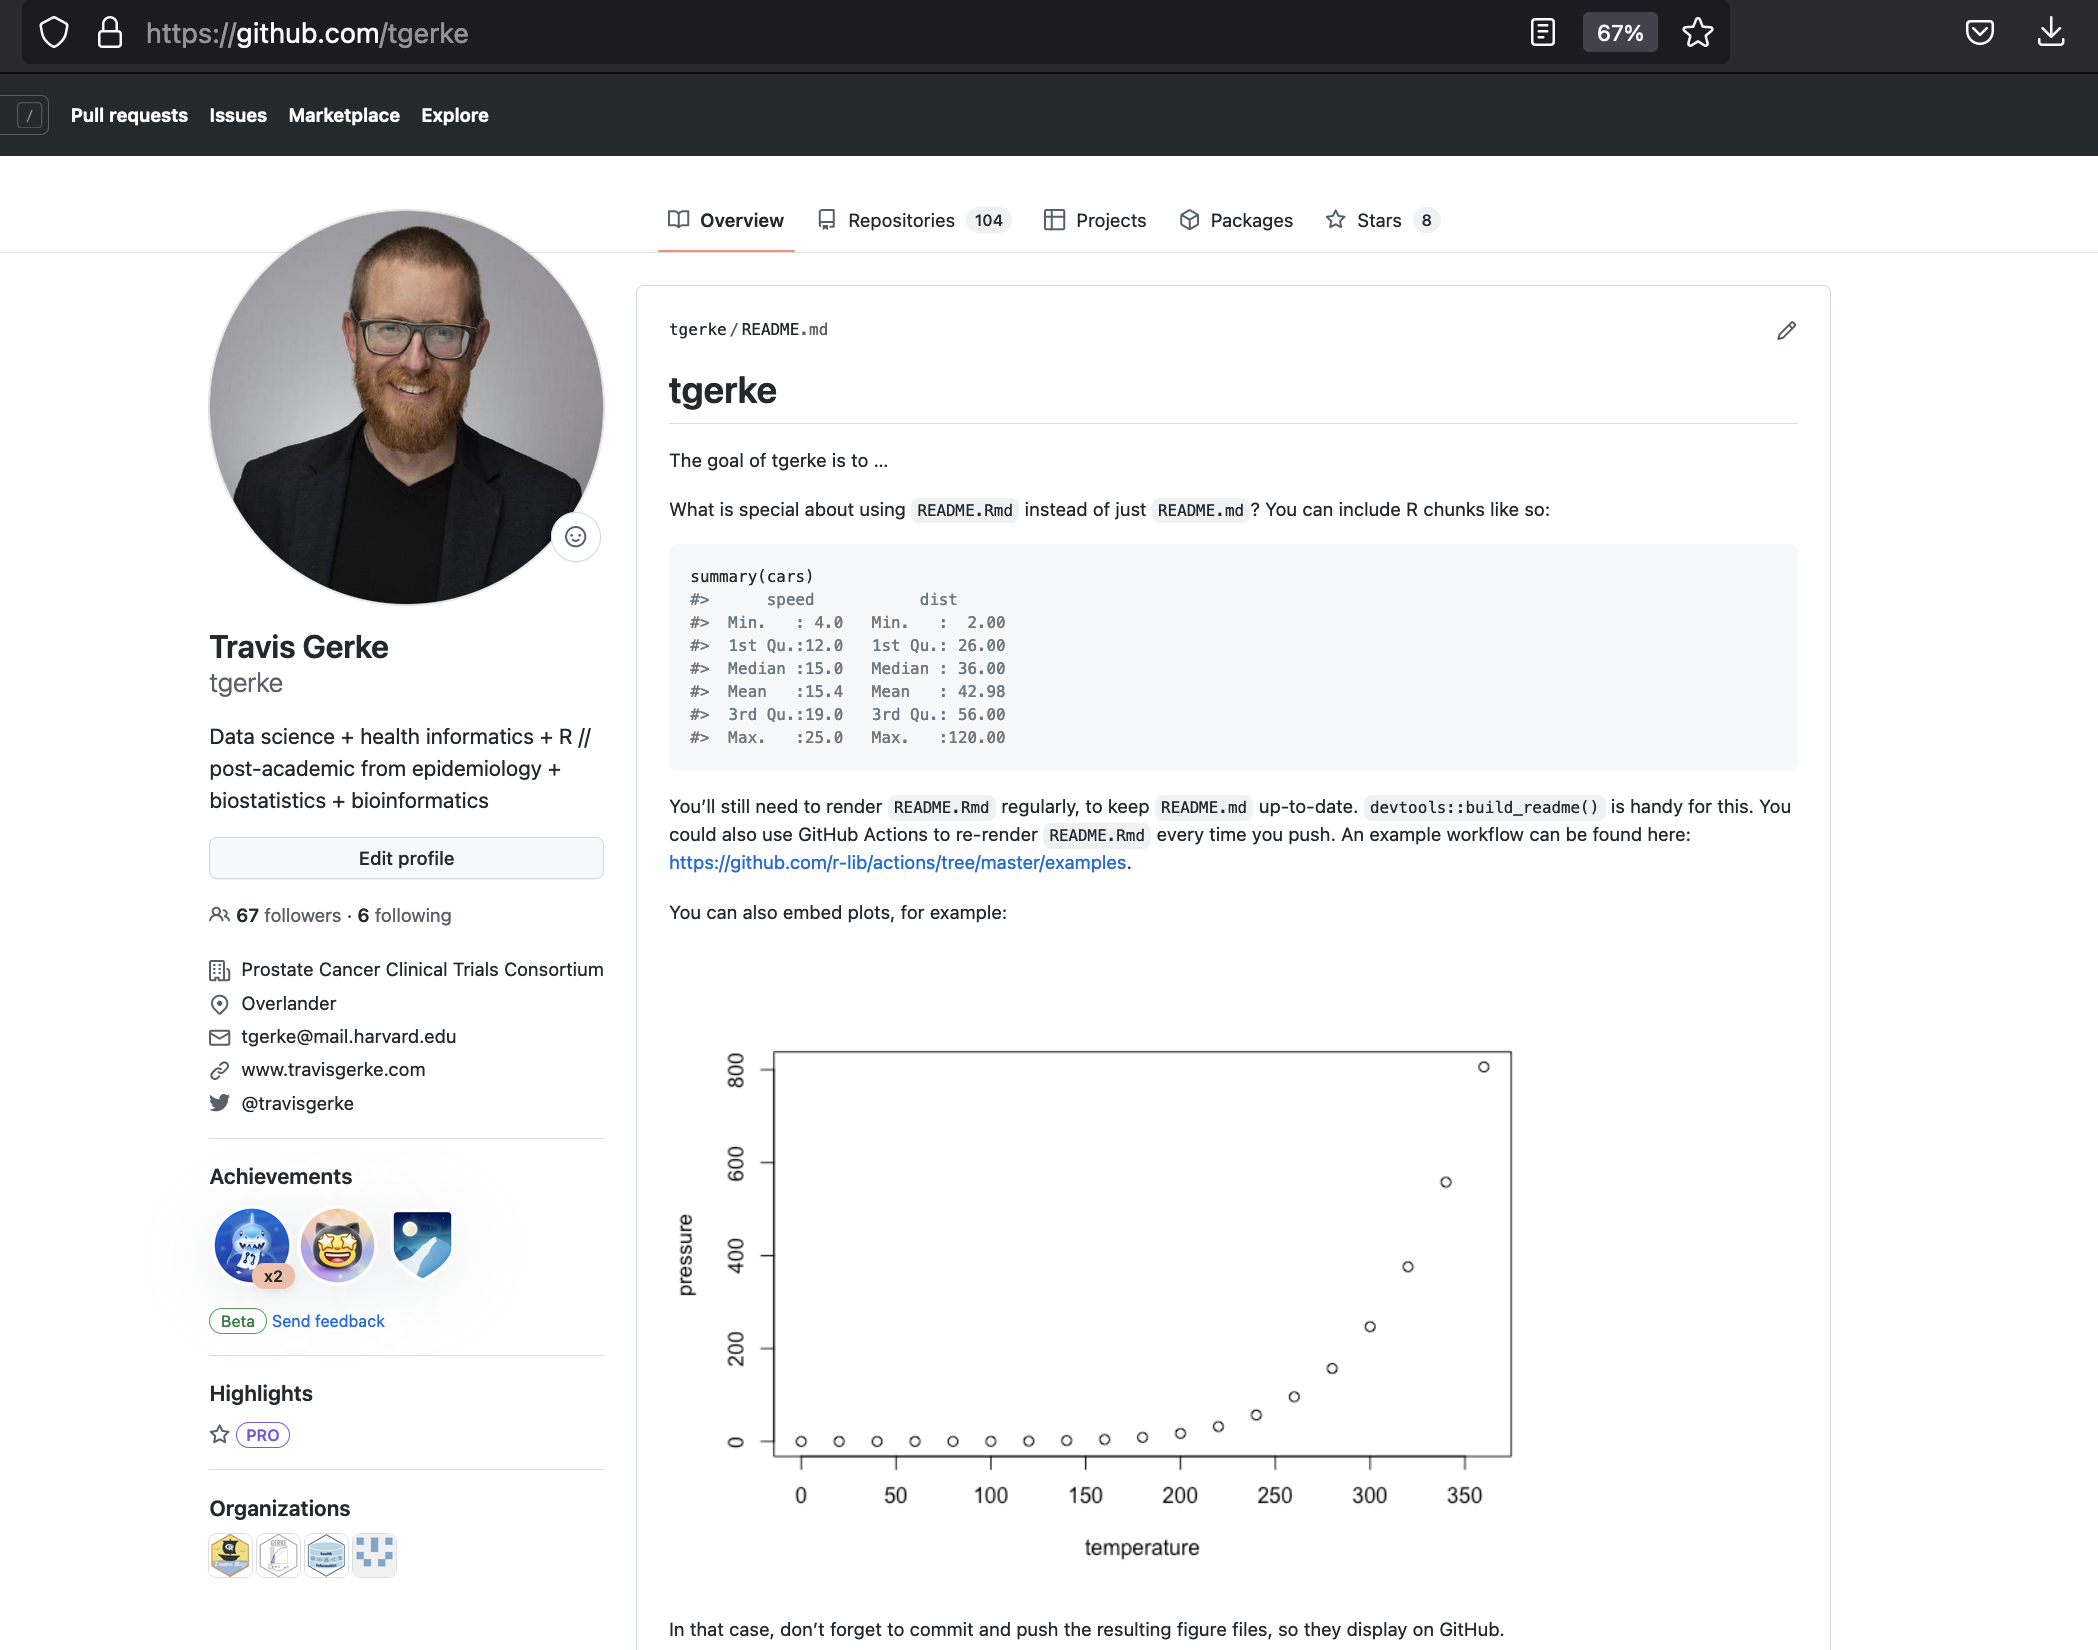 https://github.com/tgerke
67%
/
Pull requests Issues Marketplace Explore
Overview Repositories 104 Projects Packages Stars 8
Travis Gerke
tgerke
Data science + health informatics + R //
post-academic from epidemiology +
biostatistics + bioinformatics
Edit profile
67 followers · 6 following
Prostate Cancer Clinical Trials Consortium
Overlander
tgerke@mail.harvard.edu
www.travisgerke.com
@travisgerke
Achievements
x2
Beta Send feedback
Highlights
PRO
Organizations
tgerke / README.md
tgerke
The goal of tgerke is to …
What is special about using README.Rmd instead of just README.md? You can include R chunks like so:
summary(cars)
#>      speed           dist
#>  Min.   : 4.0   Min.   :  2.00
#>  1st Qu.:12.0   1st Qu.: 26.00
#>  Median :15.0   Median : 36.00
#>  Mean   :15.4   Mean   : 42.98
#>  3rd Qu.:19.0   3rd Qu.: 56.00
#>  Max.   :25.0   Max.   :120.00
You’ll still need to render README.Rmd regularly, to keep README.md up-to-date. devtools::build_readme() is handy for this. You
could also use GitHub Actions to re-render README.Rmd every time you push. An example workflow can be found here:
https://github.com/r-lib/actions/tree/master/examples.
You can also embed plots, for example:
800
600
400
200
0
pressure
0 50 100 150 200 250 300 350
temperature
In that case, don’t forget to commit and push the resulting figure files, so they display on GitHub.